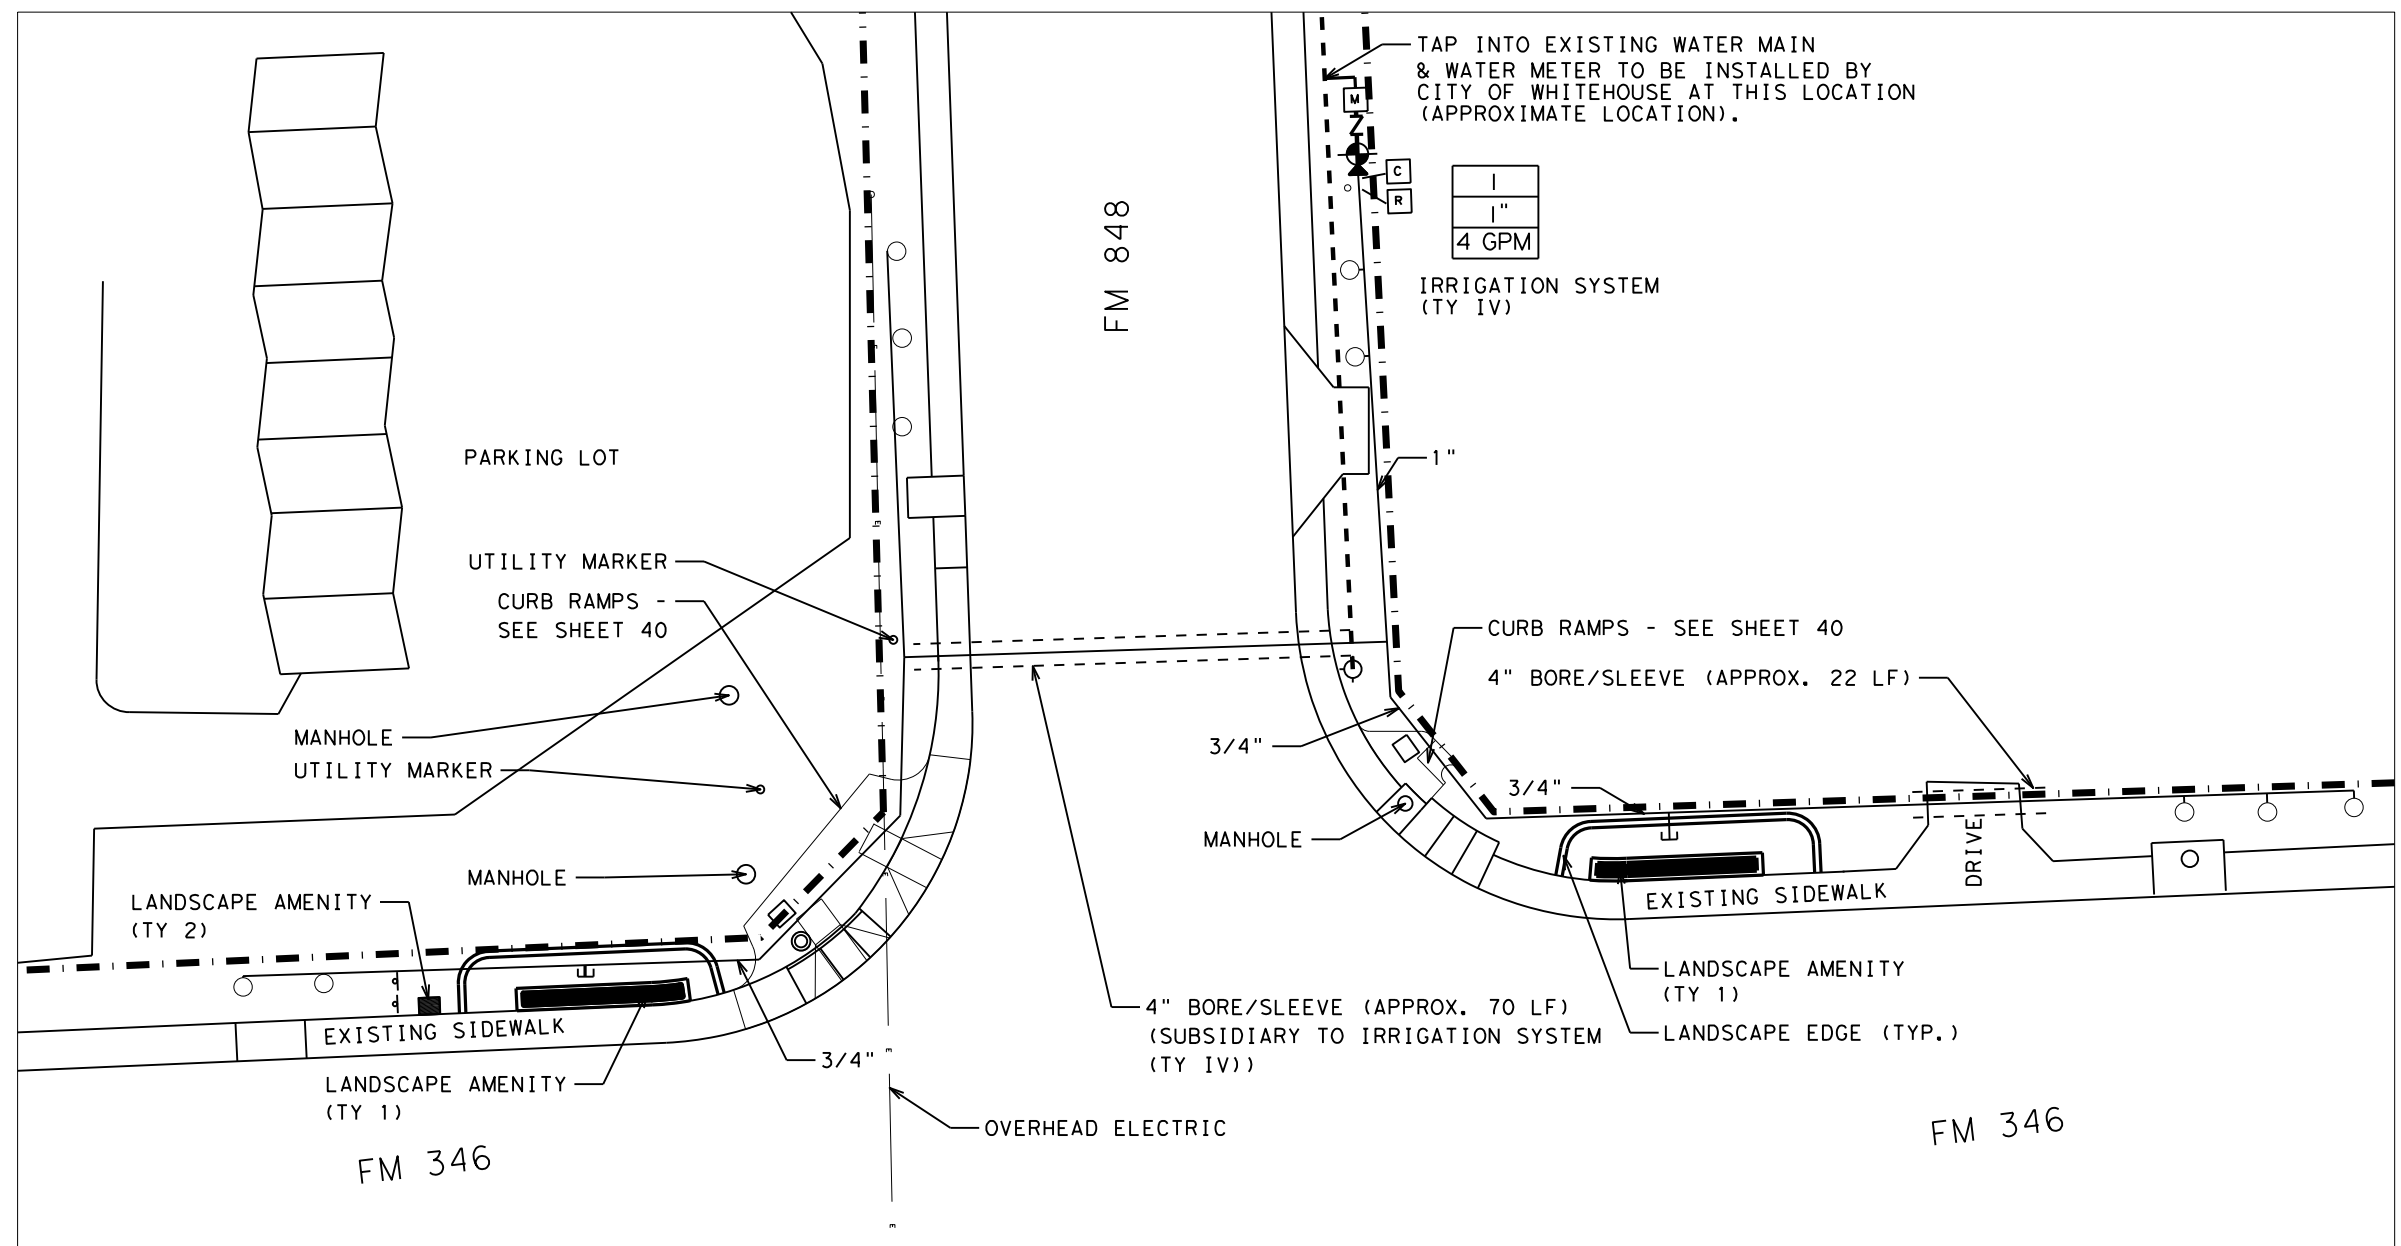 TAP INTO EXISTING WATER MAIN
& WATER METER TO BE INSTALLED BY
CITY OF WHITEHOUSE AT THIS LOCATION
(APPROXIMATE LOCATION).
M
C
R
1
1"
4 GPM
IRRIGATION SYSTEM
(TY IV)
FM 848
PARKING LOT
1"
UTILITY MARKER
CURB RAMPS -
SEE SHEET 40
CURB RAMPS - SEE SHEET 40
4" BORE/SLEEVE (APPROX. 22 LF)
MANHOLE
UTILITY MARKER
3/4"
3/4"
MANHOLE
DRIVE
MANHOLE
LANDSCAPE AMENITY
(TY 2)
EXISTING SIDEWALK
LANDSCAPE AMENITY
(TY 1)
LANDSCAPE EDGE (TYP.)
4" BORE/SLEEVE (APPROX. 70 LF)
(SUBSIDIARY TO IRRIGATION SYSTEM
(TY IV))
EXISTING SIDEWALK
3/4"
LANDSCAPE AMENITY
(TY 1)
OVERHEAD ELECTRIC
FM 346
FM 346
E
E
E
E
E